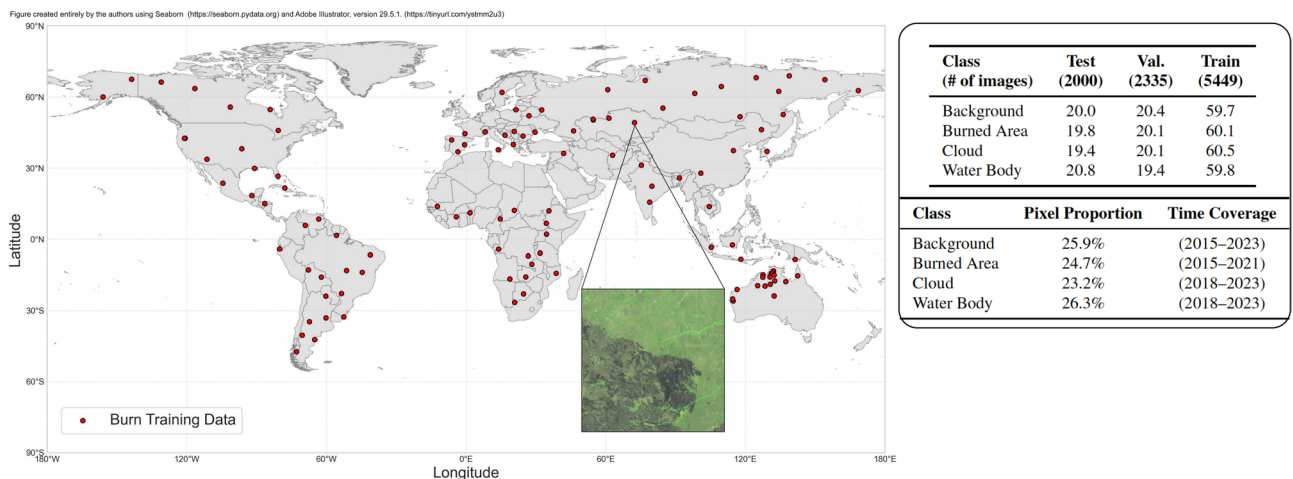 Figure created entirely by the authors using Seaborn (https://seaborn.pydata.org) and Adobe Illustrator, version 29.5.1. (https://tinyurl.com/ystmm2u3)
90°N
60°N
30°N
0°N
30°S
60°S
90°S
Latitude
Burn Training Data
180°W 120°W 60°W 0°E 60°E 120°E 180°E
Longitude
Class Test Val. Train
(# of images) (2000) (2335) (5449)
Background 20.0 20.4 59.7
Burned Area 19.8 20.1 60.1
Cloud 19.4 20.1 60.5
Water Body 20.8 19.4 59.8
Class Pixel Proportion Time Coverage
Background 25.9% (2015–2023)
Burned Area 24.7% (2015–2021)
Cloud 23.2% (2018–2023)
Water Body 26.3% (2018–2023)